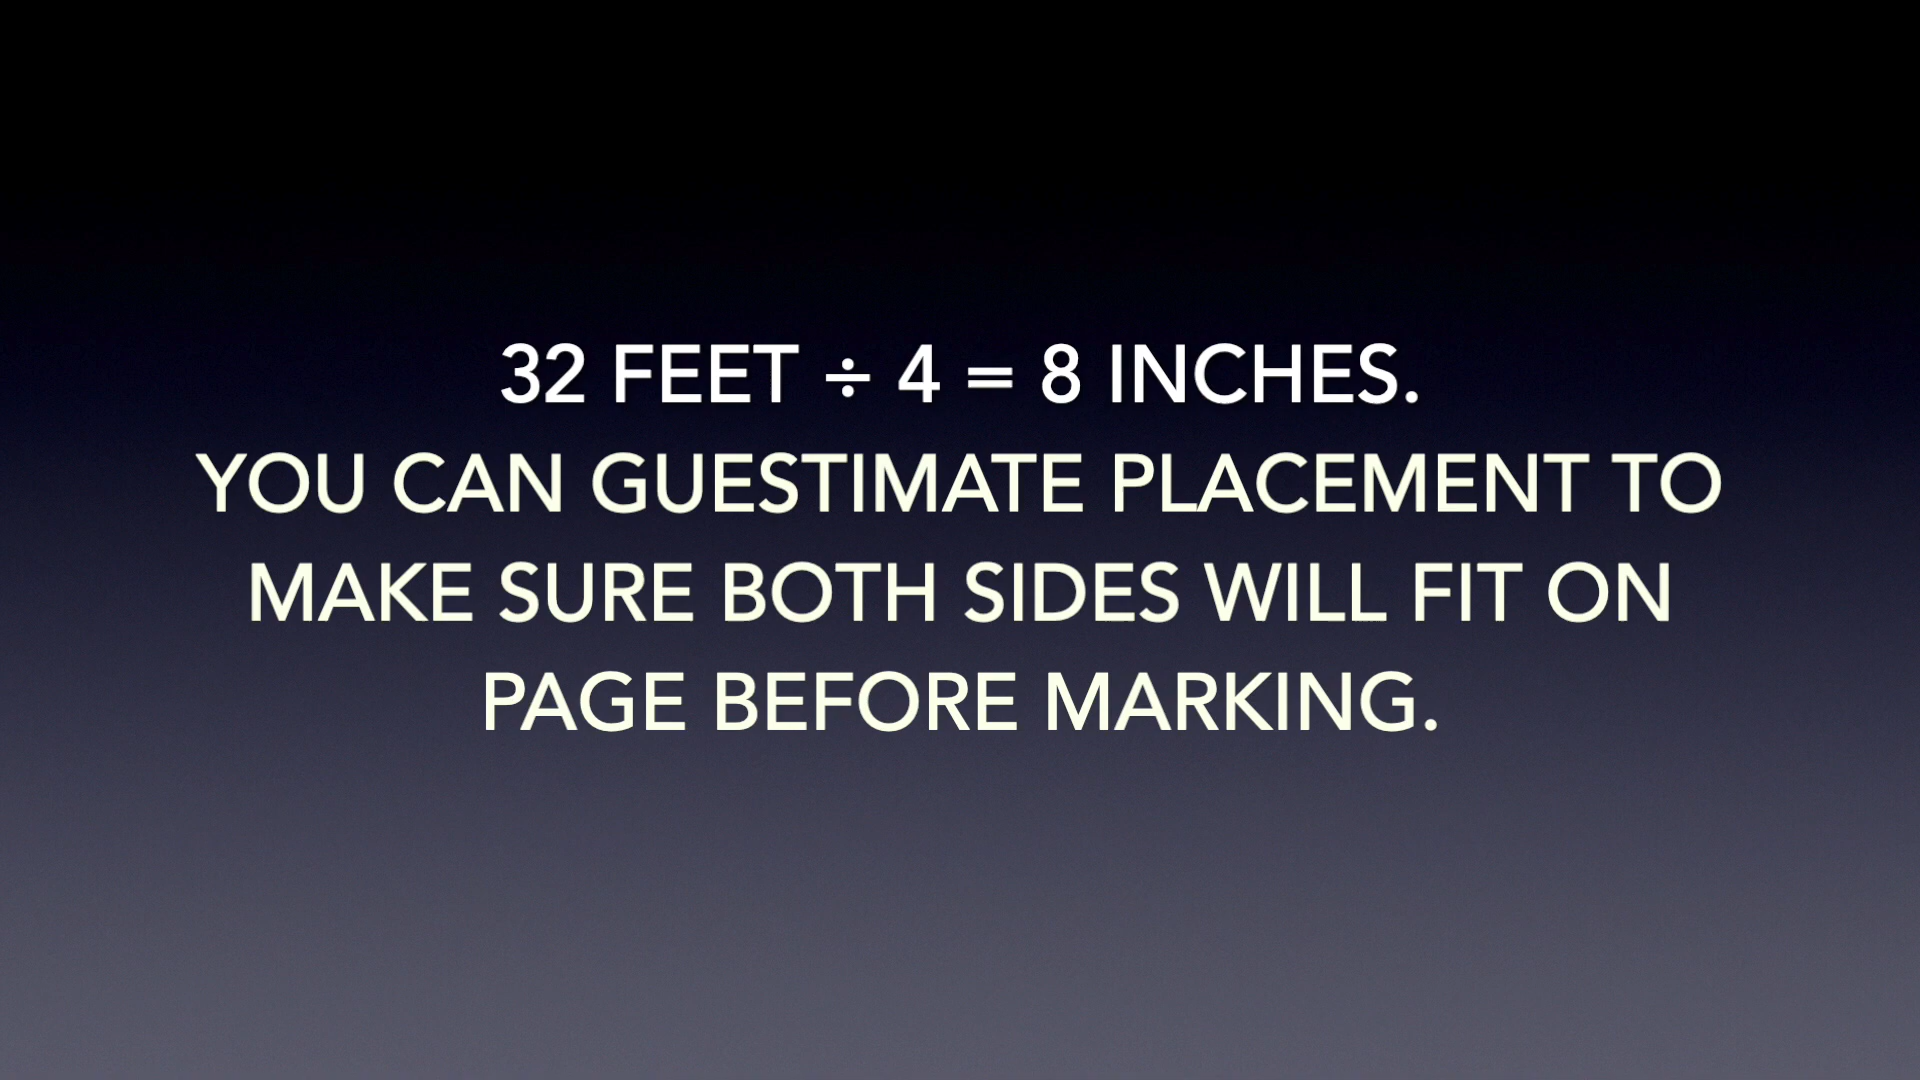 32 FEET ÷ 4 = 8 INCHES.
YOU CAN GUESTIMATE PLACEMENT TO
MAKE SURE BOTH SIDES WILL FIT ON
PAGE BEFORE MARKING.